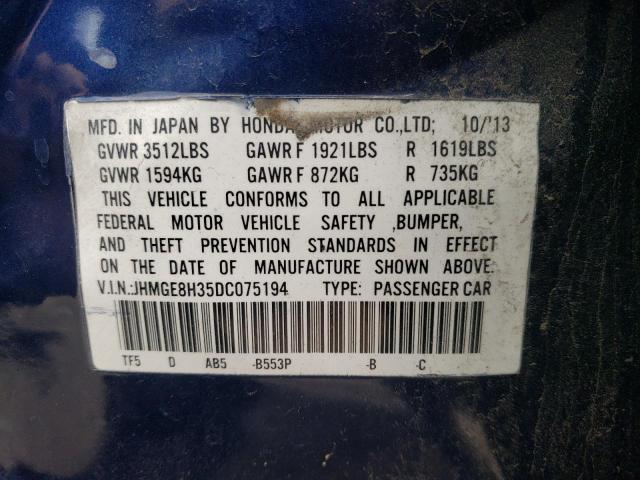 MFD. IN JAPAN BY HONDA MOTOR CO.,LTD; 10/'13
GVWR 3512LBS GAWR F 1921LBS R 1619LBS
GVWR 1594KG GAWR F 872KG R 735KG
THIS VEHICLE CONFORMS TO ALL APPLICABLE
FEDERAL MOTOR VEHICLE SAFETY ,BUMPER,
AND THEFT PREVENTION STANDARDS IN EFFECT
ON THE DATE OF MANUFACTURE SHOWN ABOVE.
V.I.N.:JHMGE8H35DC075194 TYPE: PASSENGER CAR
TF5 D AB5 -B553P -B -C